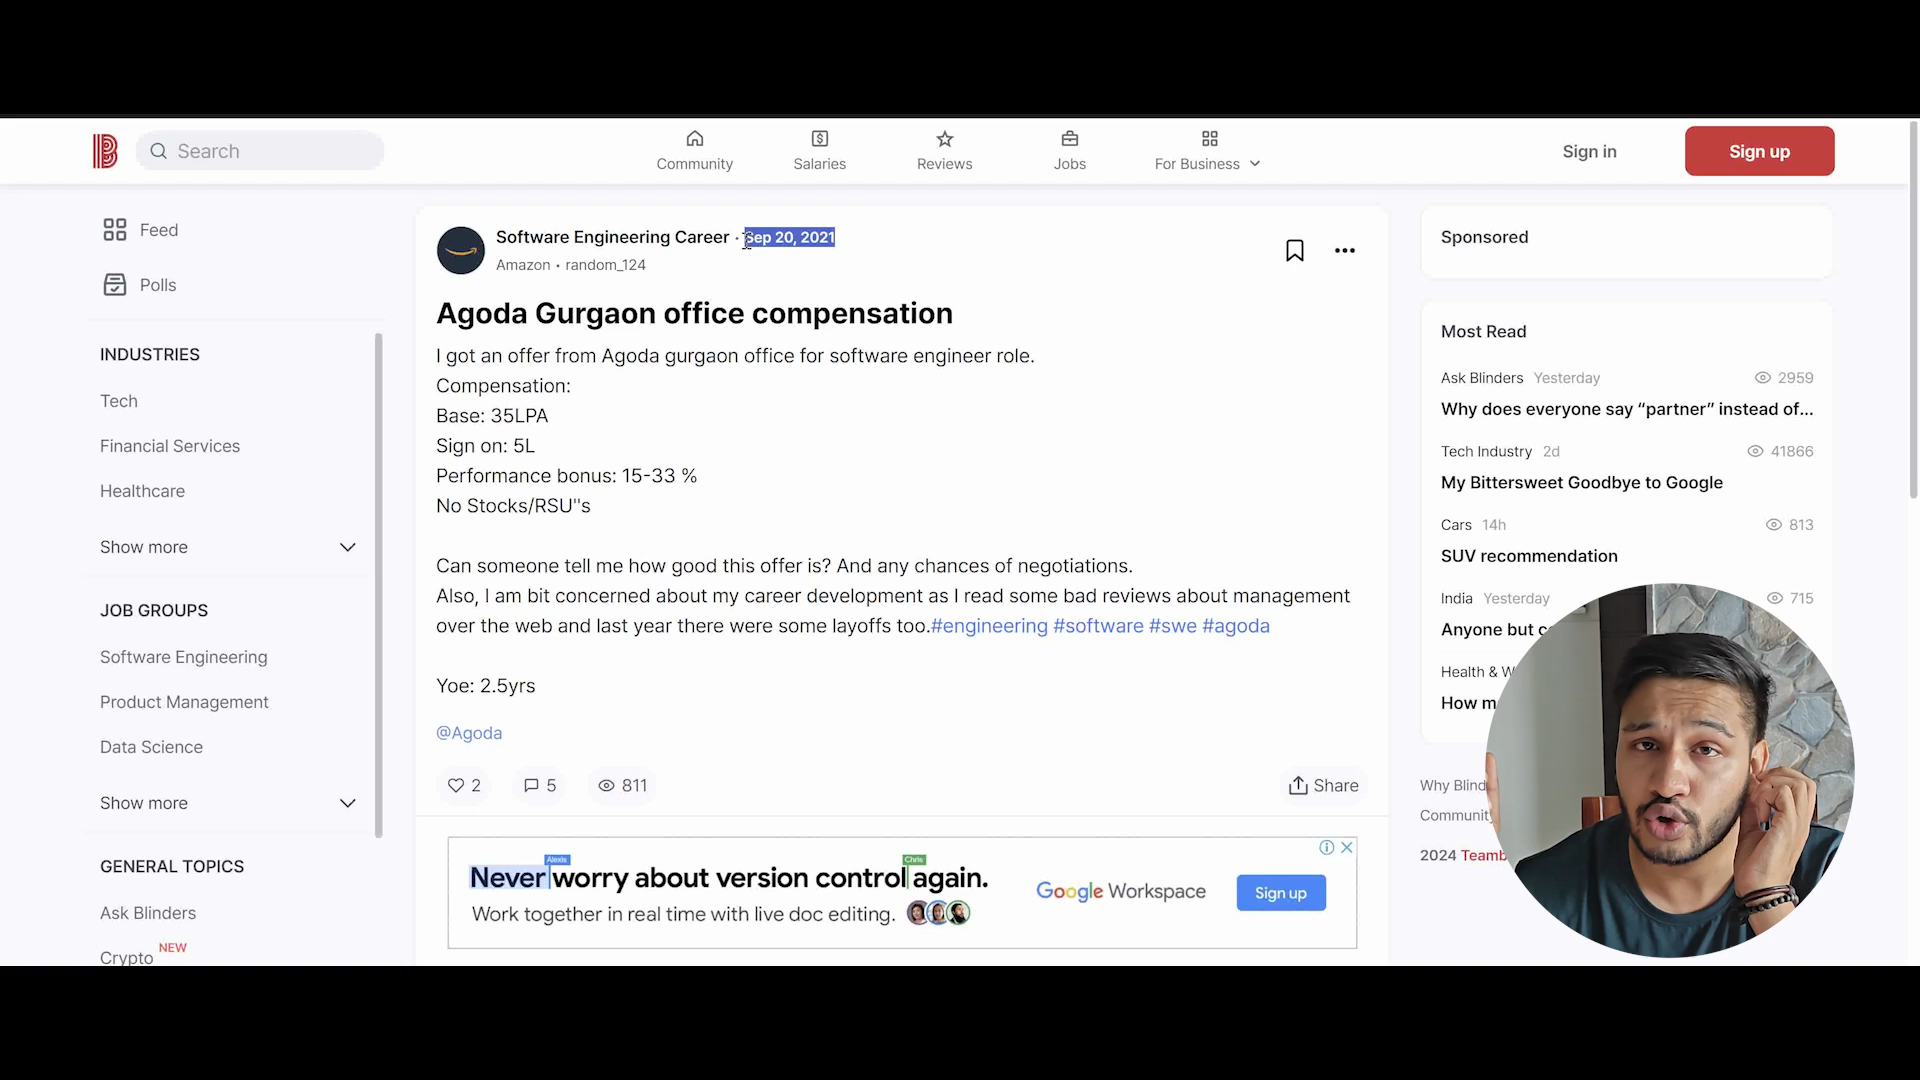 Search
Community
Salaries
Reviews
Jobs
For Business
Sign in
Sign up
Feed
Polls
INDUSTRIES
Tech
Financial Services
Healthcare
Show more
JOB GROUPS
Software Engineering
Product Management
Data Science
Show more
GENERAL TOPICS
Ask Blinders
Crypto NEW
Software Engineering Career · Sep 20, 2021
Amazon • random_124
Agoda Gurgaon office compensation
I got an offer from Agoda gurgaon office for software engineer role.
Compensation:
Base: 35LPA
Sign on: 5L
Performance bonus: 15-33 %
No Stocks/RSU"s
Can someone tell me how good this offer is? And any chances of negotiations.
Also, I am bit concerned about my career development as I read some bad reviews about management
over the web and last year there were some layoffs too.#engineering #software #swe #agoda
Yoe: 2.5yrs
@Agoda
2
5
811
Share
Alexis
Chris
Never worry about version control again.
Work together in real time with live doc editing.
Google Workspace
Sign up
Sponsored
Most Read
Ask Blinders Yesterday 2959
Why does everyone say “partner” instead of...
Tech Industry 2d 41866
My Bittersweet Goodbye to Google
Cars 14h 813
SUV recommendation
India Yesterday 715
Anyone but
Health &
How
Why
2024